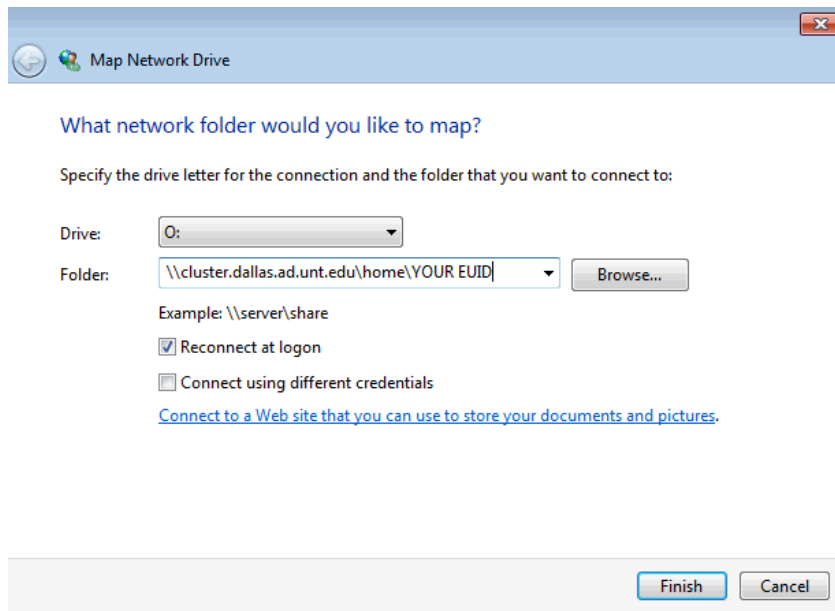 Map Network Drive
What network folder would you like to map?
Specify the drive letter for the connection and the folder that you want to connect to:
Drive: O:
Folder: \\cluster.dallas.ad.unt.edu\home\YOUR EUID Browse...
Example: \\server\share
Reconnect at logon
Connect using different credentials
Connect to a Web site that you can use to store your documents and pictures.
Finish Cancel